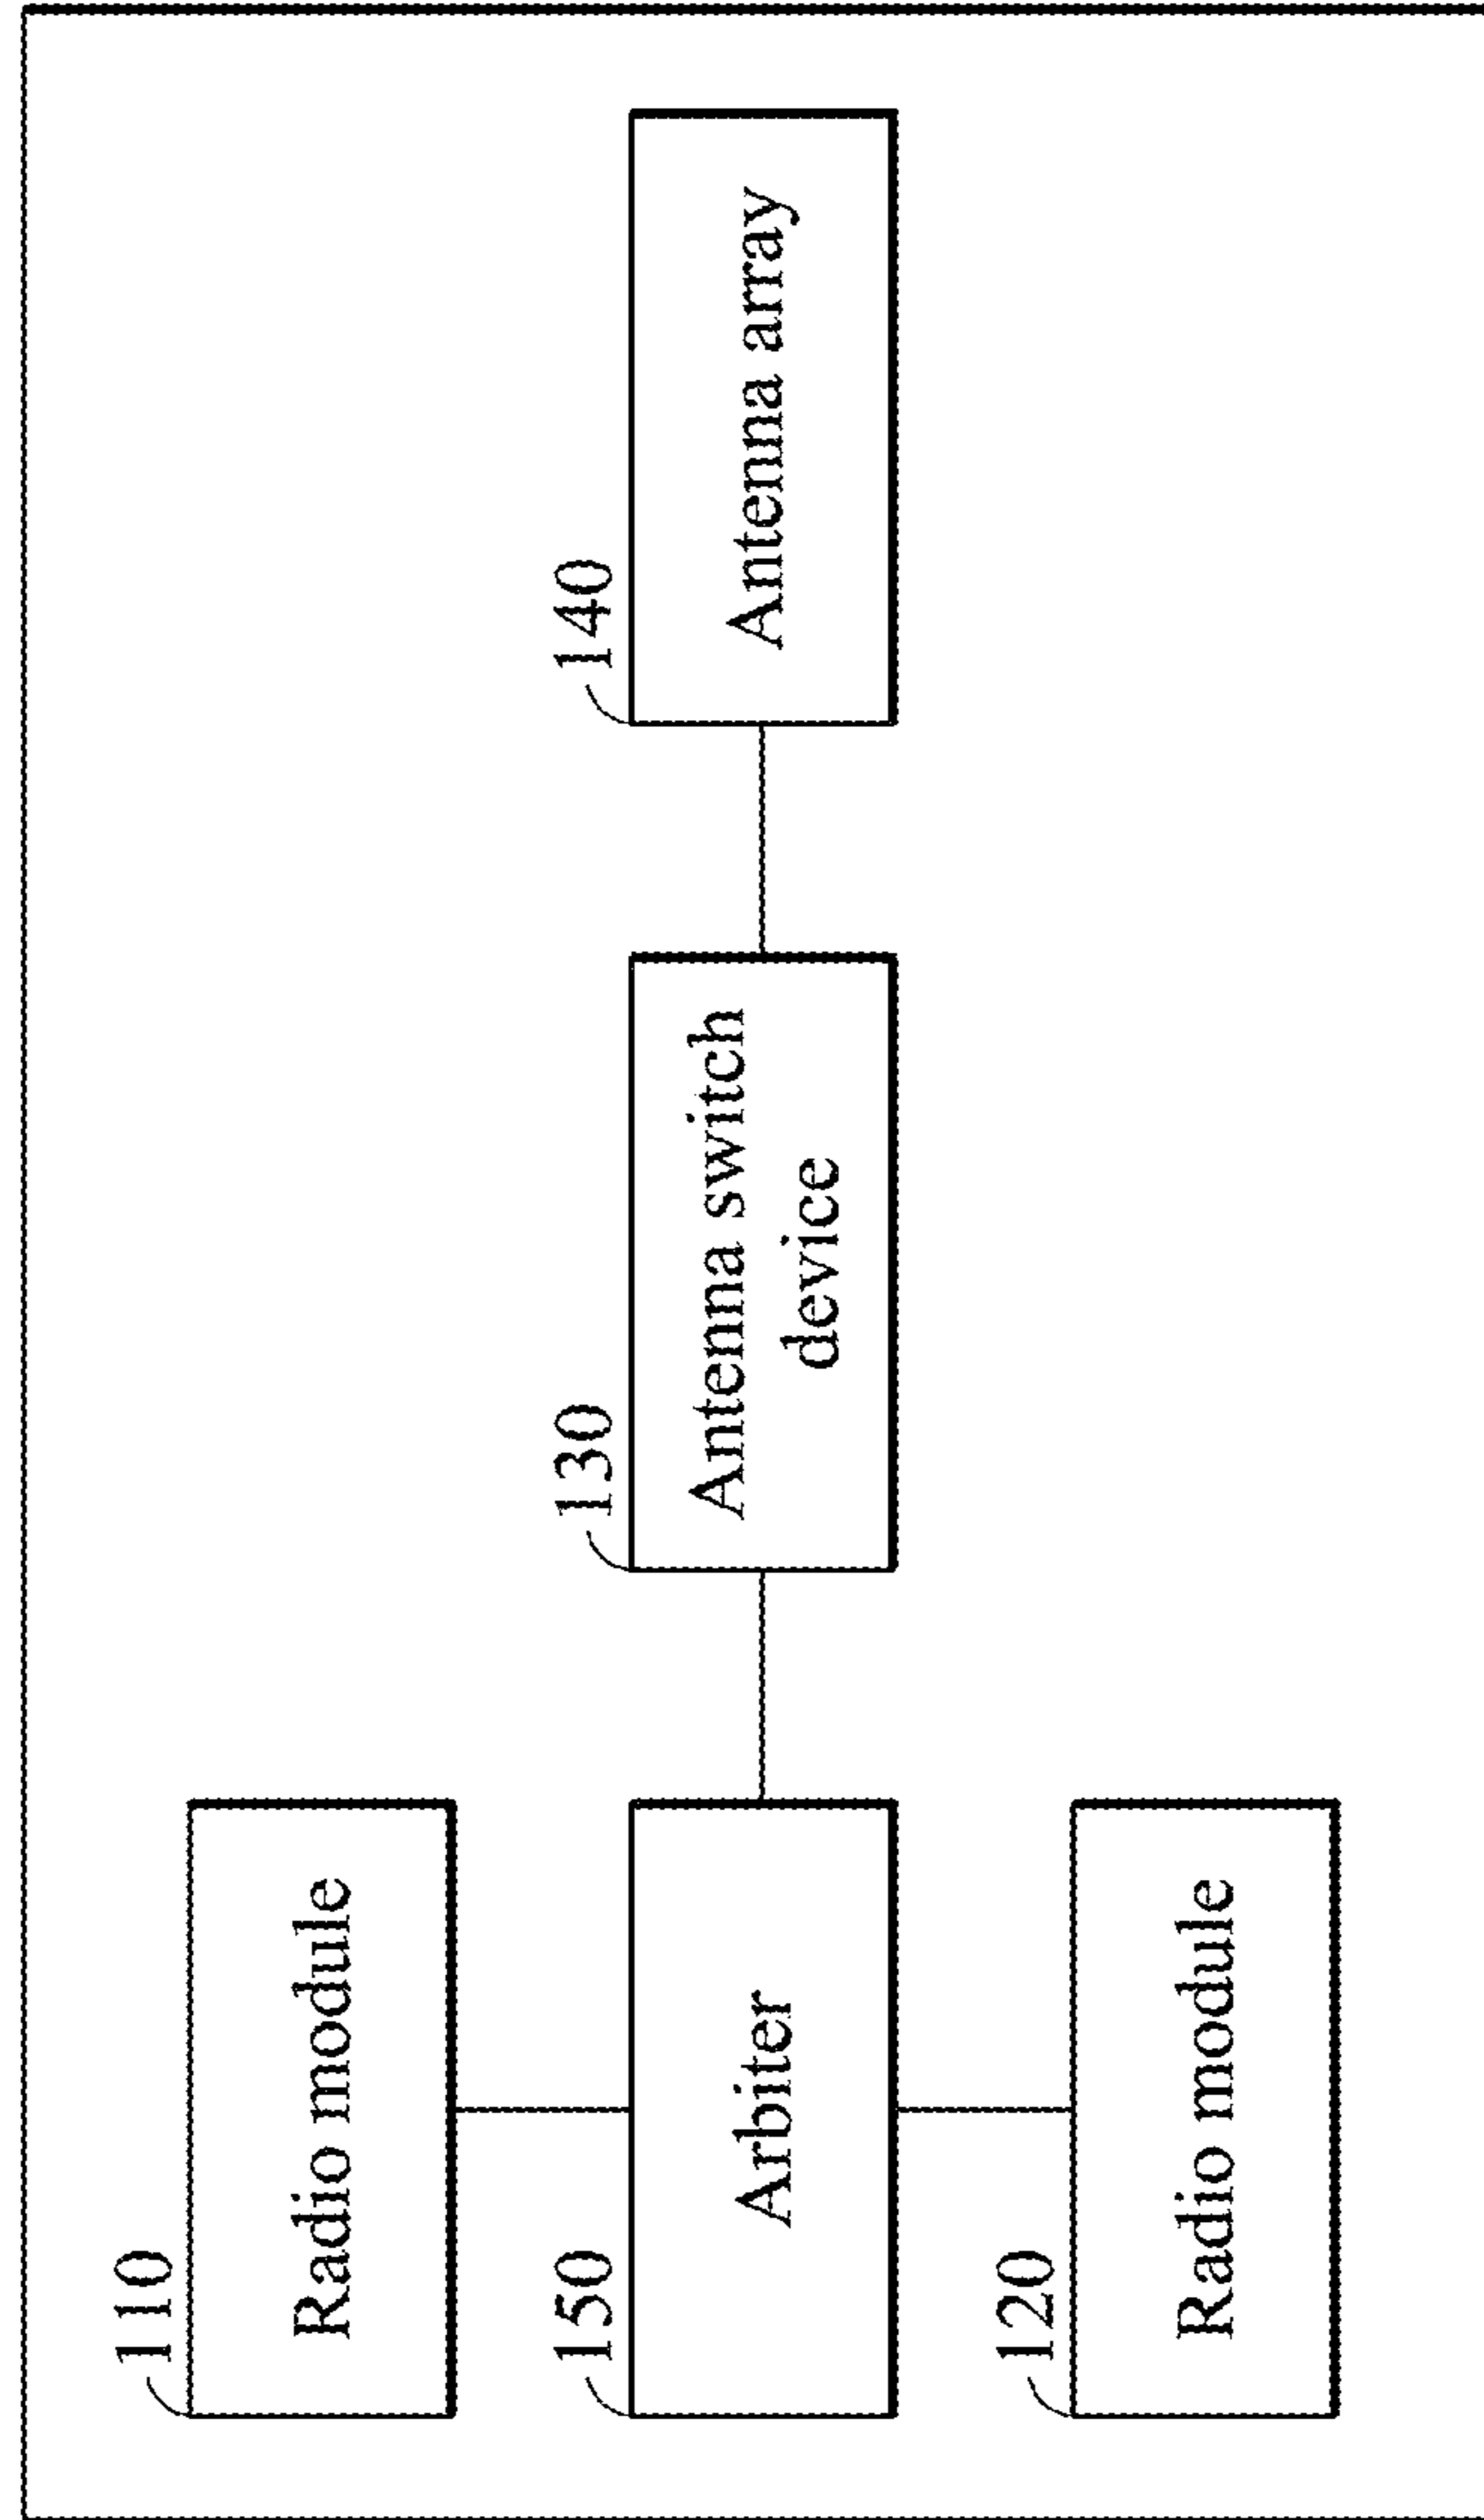 110
Radio module
150
Arbiter
120
Radio module
130
Antenna switch
device
140
Antenna array